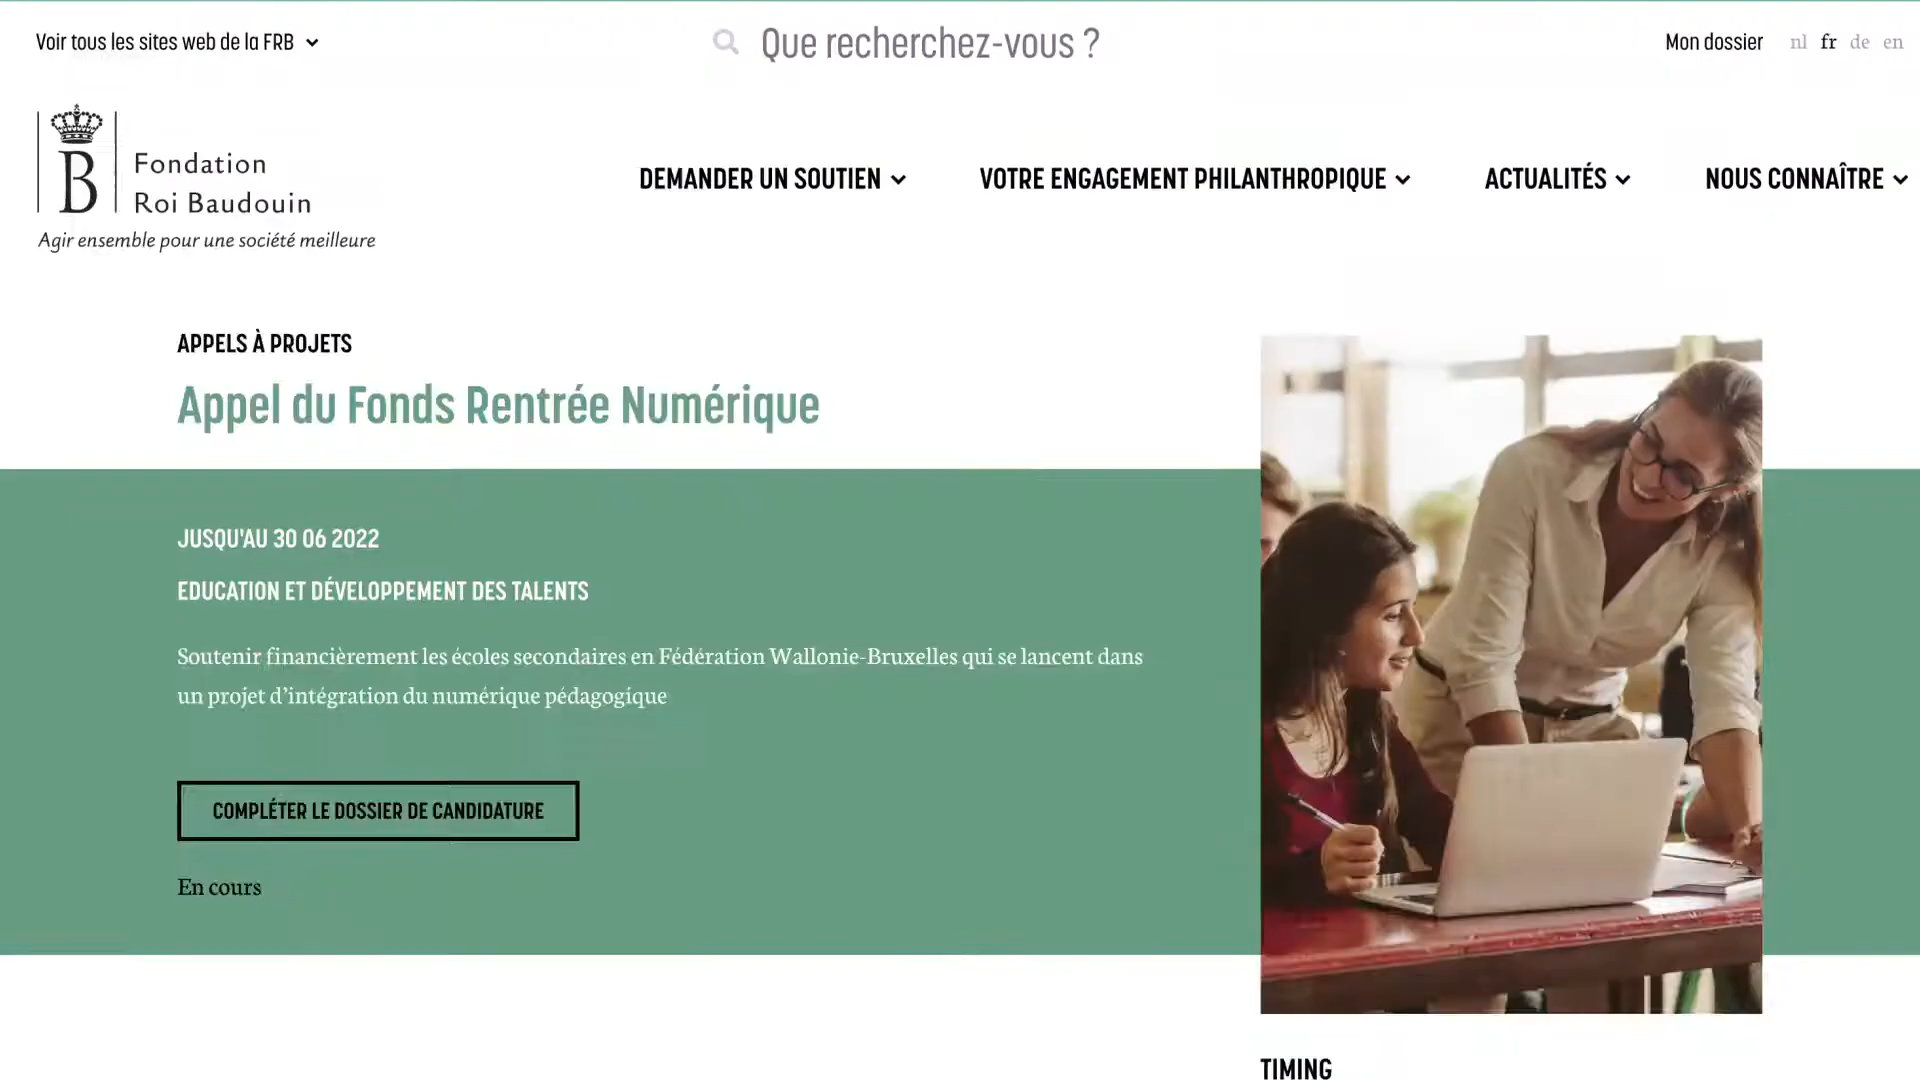 Voir tous les sites web de la FRB
Que recherchez-vous ?
Mon dossier nl fr de en
B
Fondation
Roi Baudouin
Agir ensemble pour une société meilleure
DEMANDER UN SOUTIEN VOTRE ENGAGEMENT PHILANTHROPIQUE ACTUALITÉS NOUS CONNAÎTRE
APPELS À PROJETS
Appel du Fonds Rentrée Numérique
JUSQU'AU 30 06 2022
EDUCATION ET DÉVELOPPEMENT DES TALENTS
Soutenir financièrement les écoles secondaires en Fédération Wallonie-Bruxelles qui se lancent dans
un projet d’intégration du numérique pédagogique
COMPLÉTER LE DOSSIER DE CANDIDATURE
En cours
TIMING